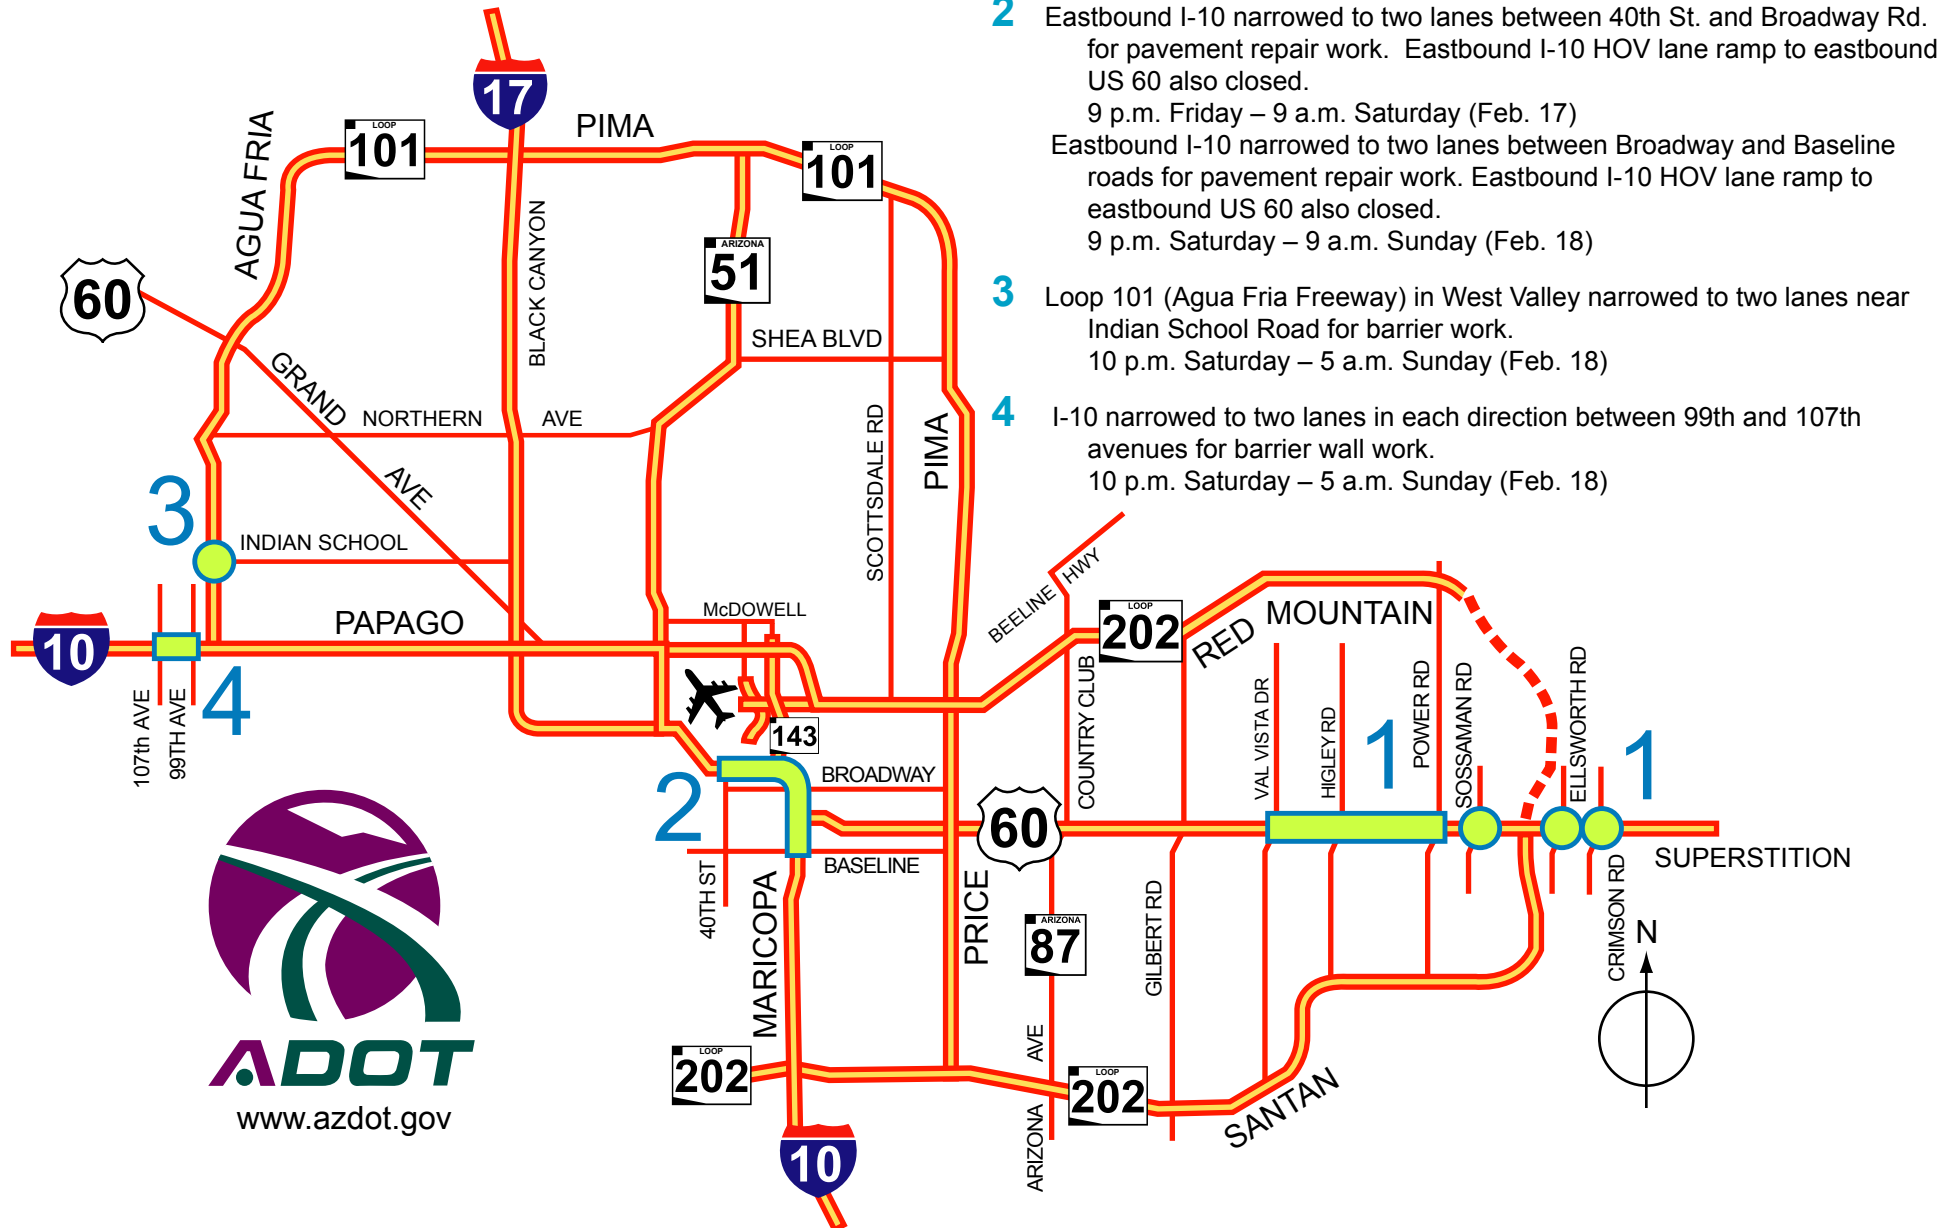 2 Eastbound I-10 narrowed to two lanes between 40th St. and Broadway Rd.
for pavement repair work. Eastbound I-10 HOV lane ramp to eastbound
US 60 also closed.
9 p.m. Friday – 9 a.m. Saturday (Feb. 17)
Eastbound I-10 narrowed to two lanes between Broadway and Baseline
roads for pavement repair work. Eastbound I-10 HOV lane ramp to
eastbound US 60 also closed.
9 p.m. Saturday – 9 a.m. Sunday (Feb. 18)
3 Loop 101 (Agua Fria Freeway) in West Valley narrowed to two lanes near
Indian School Road for barrier work.
10 p.m. Saturday – 5 a.m. Sunday (Feb. 18)
4 I-10 narrowed to two lanes in each direction between 99th and 107th
avenues for barrier wall work.
10 p.m. Saturday – 5 a.m. Sunday (Feb. 18)
17
PIMA
LOOP
101
LOOP
101
AGUA FRIA
BLACK CANYON
ARIZONA
51
60
SHEA BLVD
GRAND
AVE
NORTHERN
AVE
SCOTTSDALE RD
PIMA
3
INDIAN SCHOOL
McDOWELL
PAPAGO
10
4
107th AVE
99TH AVE
BEELINE
HWY
LOOP
202
RED
MOUNTAIN
COUNTRY CLUB
VAL VISTA DR
HIGLEY RD
1
POWER RD
SOSSAMAN RD
ELLSWORTH RD
1
143
2
BROADWAY
60
BASELINE
40TH ST
MARICOPA
PRICE
ARIZONA
87
GILBERT RD
SUPERSTITION
CRIMSON RD
N
ADOT
www.azdot.gov
LOOP
202
ARIZONA
AVE
LOOP
202
SANTAN
10